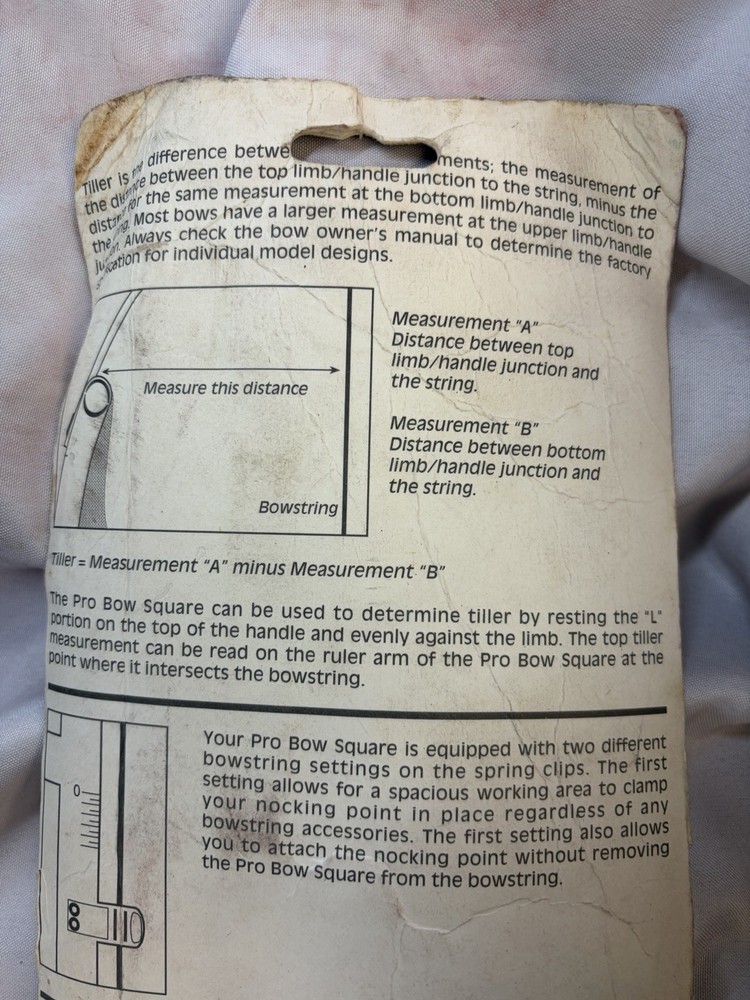 Tiller is the difference betwe ments; the measurement of
the distance between the top limb/handle junction to the string, minus the
distance for the same measurement at the bottom limb/handle junction to
the string. Most bows have a larger measurement at the upper limb/handle
junction. Always check the bow owner's manual to determine the factory
for individual model designs.
Measure this distance
Bowstring
Measurement "A"
Distance between top
limb/handle junction and
the string.
Measurement "B"
Distance between bottom
limb/handle junction and
the string.
Tiller = Measurement "A" minus Measurement "B"
The Pro Bow Square can be used to determine tiller by resting the "L"
portion on the top of the handle and evenly against the limb. The top tiller
measurement can be read on the ruler arm of the Pro Bow Square at the
point where it intersects the bowstring.
0
Your Pro Bow Square is equipped with two different
bowstring settings on the spring clips. The first
setting allows for a spacious working area to clamp
your nocking point in place regardless of any
bowstring accessories. The first setting also allows
you to attach the nocking point without removing
the Pro Bow Square from the bowstring.